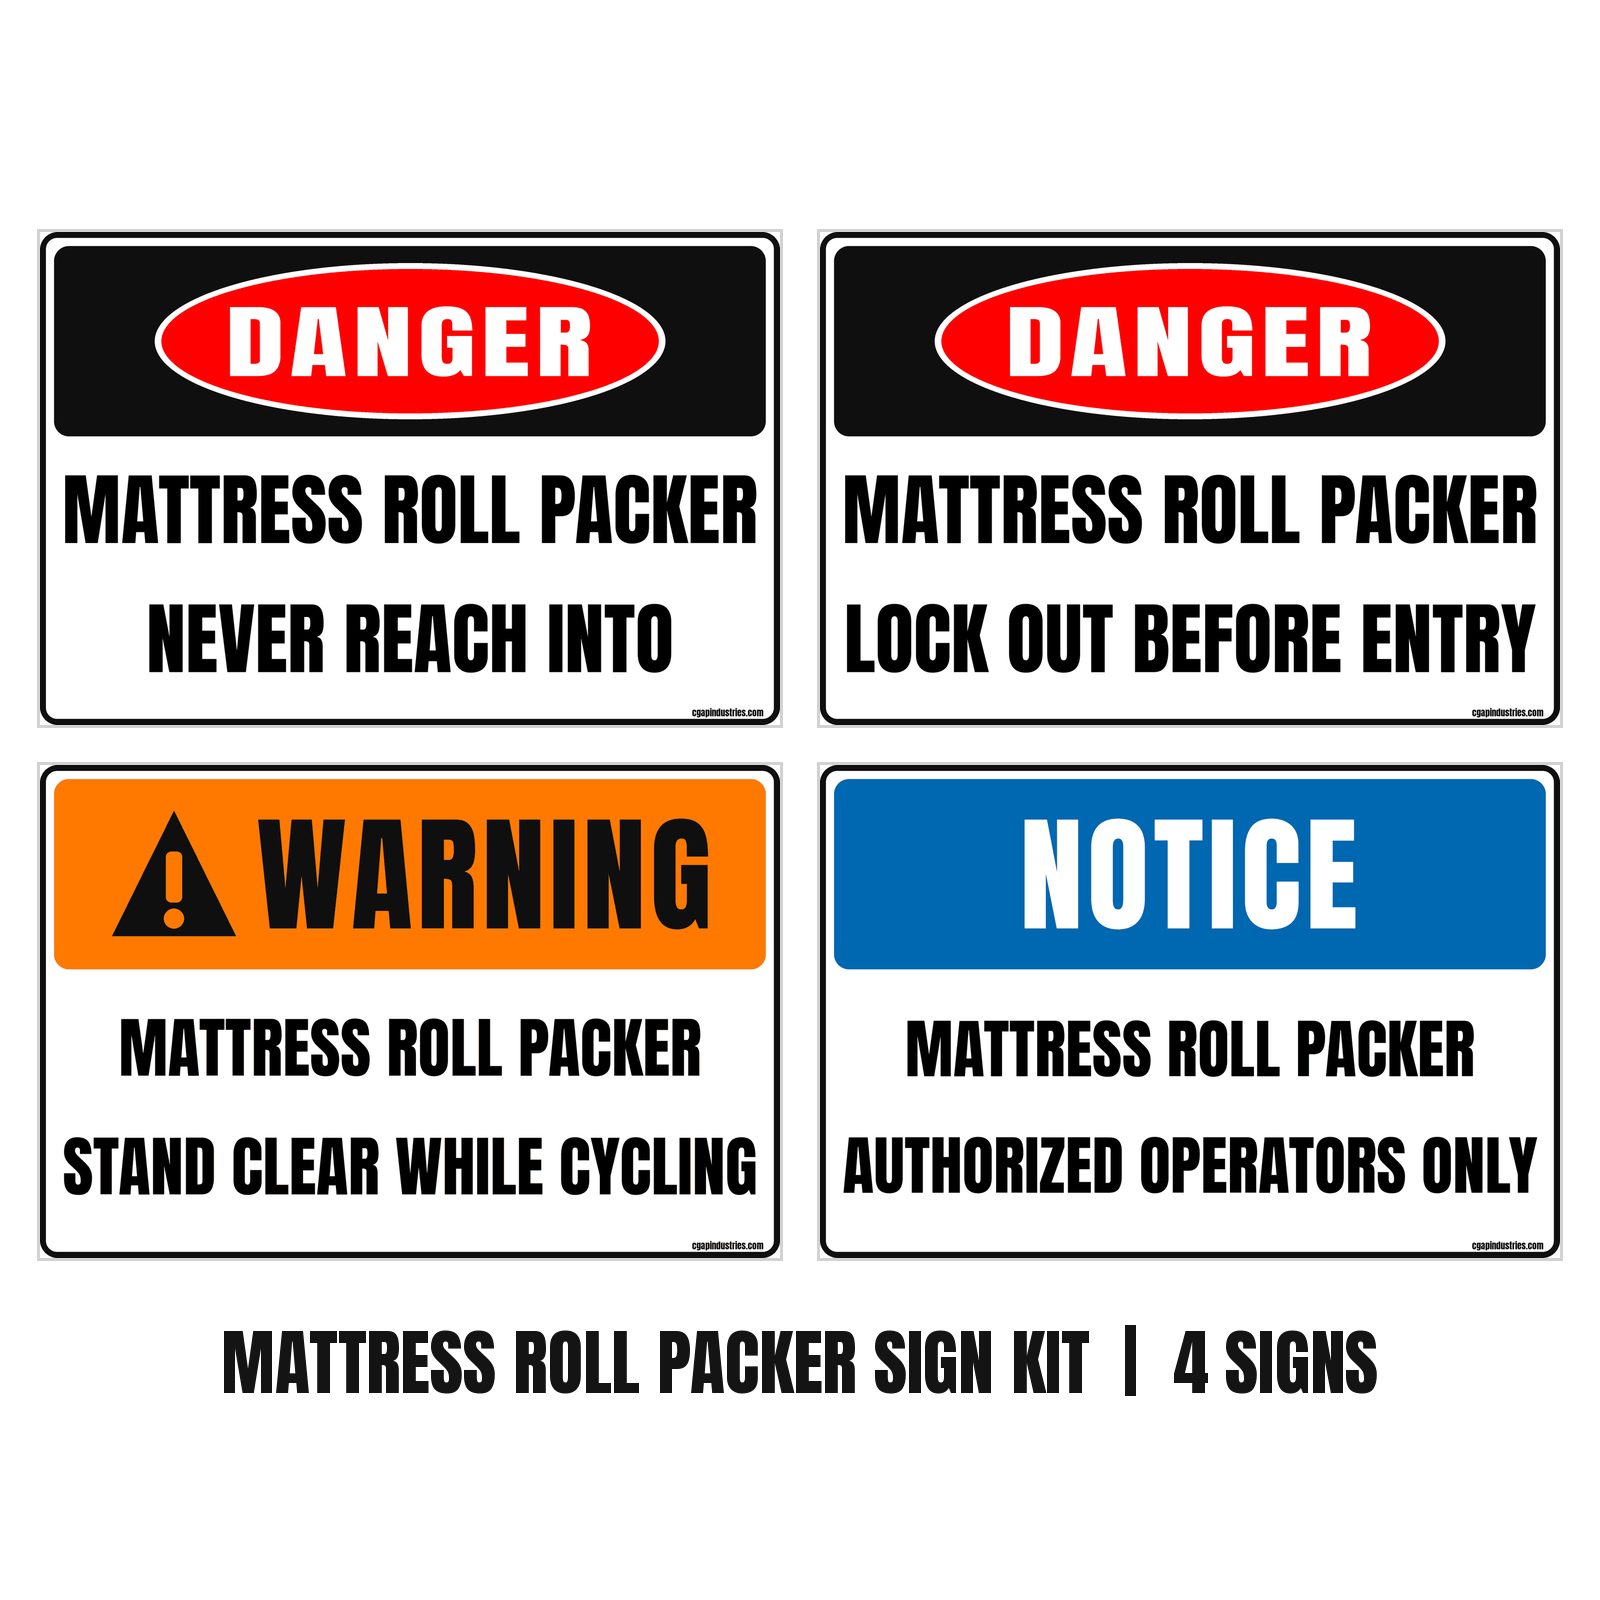 DANGER
MATTRESS ROLL PACKER
NEVER REACH INTO
cgapindustries.com
DANGER
MATTRESS ROLL PACKER
LOCK OUT BEFORE ENTRY
cgapindustries.com
WARNING
MATTRESS ROLL PACKER
STAND CLEAR WHILE CYCLING
cgapindustries.com
NOTICE
MATTRESS ROLL PACKER
AUTHORIZED OPERATORS ONLY
cgapindustries.com
MATTRESS ROLL PACKER SIGN KIT | 4 SIGNS